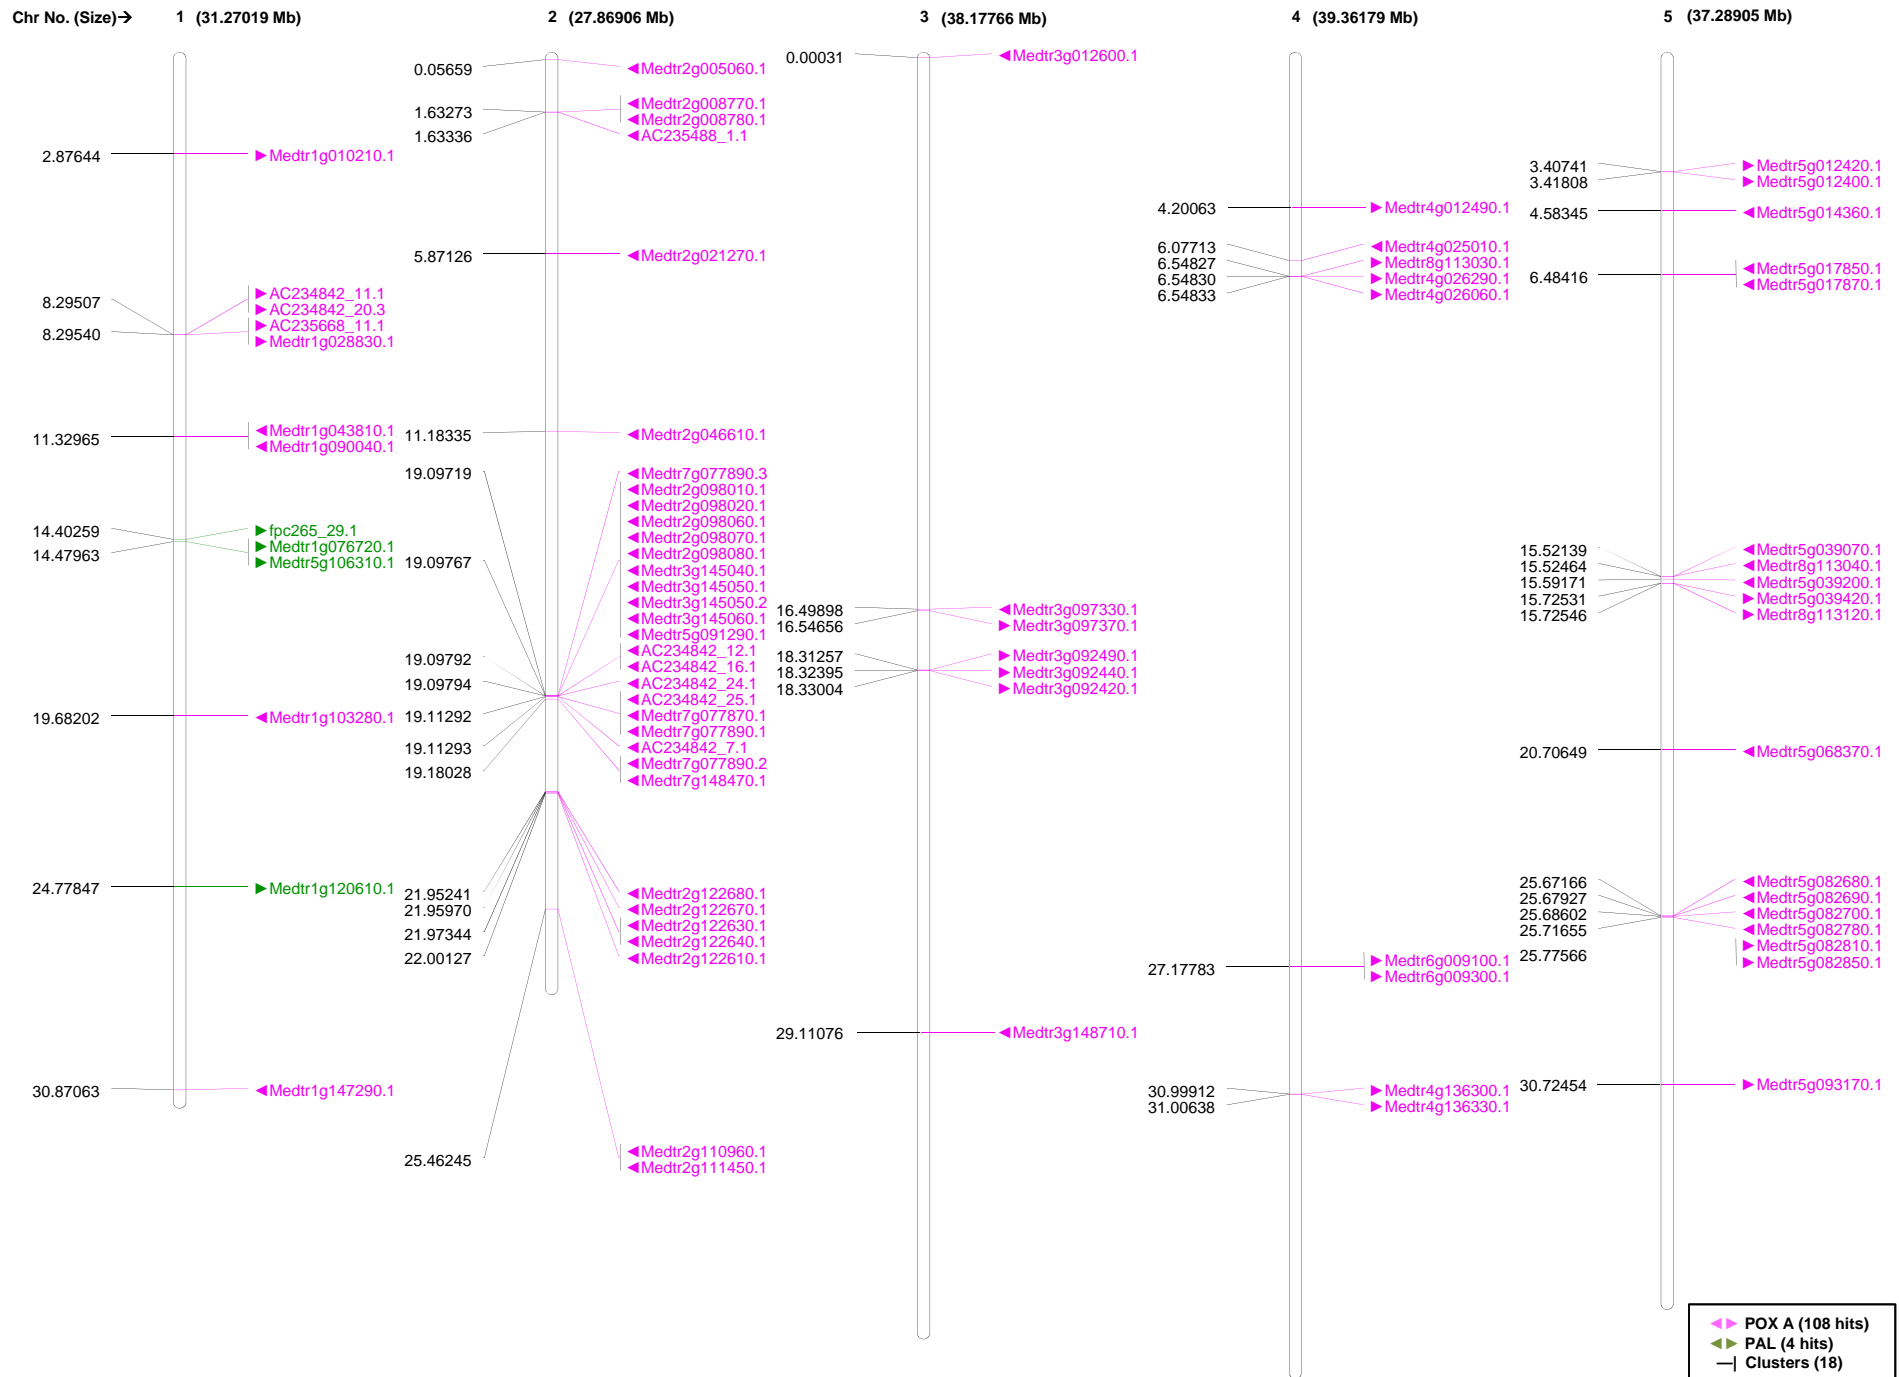 Chr No. (Size)→ 1 (31.27019 Mb) 2 (27.86906 Mb) 3 (38.17766 Mb) 4 (39.36179 Mb) 5 (37.28905 Mb)
2.87644
8.29507
8.29540
11.32965
14.40259
14.47963
19.68202
24.77847
30.87063
Medtr1g010210.1
AC234842_11.1
AC234842_20.3
AC235668_11.1
Medtr1g028830.1
Medtr1g043810.1
Medtr1g090040.1
fpc265_29.1
Medtr1g076720.1
Medtr5g106310.1
Medtr1g103280.1
Medtr1g120610.1
Medtr1g147290.1
0.05659
1.63273
1.63336
5.87126
11.18335
19.09719
19.09767
19.09792
19.09794
19.11292
19.11293
19.18028
21.95241
21.95970
21.97344
22.00127
25.46245
Medtr2g005060.1
Medtr2g008770.1
Medtr2g008780.1
AC235488_1.1
Medtr2g021270.1
Medtr2g046610.1
Medtr7g077890.3
Medtr2g098010.1
Medtr2g098020.1
Medtr2g098060.1
Medtr2g098070.1
Medtr2g098080.1
Medtr3g145040.1
Medtr3g145050.1
Medtr3g145050.2
Medtr3g145060.1
Medtr5g091290.1
AC234842_12.1
AC234842_16.1
AC234842_24.1
AC234842_25.1
Medtr7g077870.1
Medtr7g077890.1
AC234842_7.1
Medtr7g077890.2
Medtr7g148470.1
Medtr2g122680.1
Medtr2g122670.1
Medtr2g122630.1
Medtr2g122640.1
Medtr2g122610.1
Medtr2g110960.1
Medtr2g111450.1
0.00031
16.49898
16.54656
18.31257
18.32395
18.33004
29.11076
Medtr3g012600.1
Medtr3g097330.1
Medtr3g097370.1
Medtr3g092490.1
Medtr3g092440.1
Medtr3g092420.1
Medtr3g148710.1
4.20063
6.07713
6.54827
6.54830
6.54833
27.17783
30.99912
31.00638
Medtr4g012490.1
Medtr4g025010.1
Medtr8g113030.1
Medtr4g026290.1
Medtr4g026060.1
Medtr6g009100.1
Medtr6g009300.1
Medtr4g136300.1
Medtr4g136330.1
3.40741
3.41808
4.58345
6.48416
15.52139
15.52464
15.59171
15.72531
15.72546
20.70649
25.67166
25.67927
25.68602
25.71655
25.77566
30.72454
Medtr5g012420.1
Medtr5g012400.1
Medtr5g014360.1
Medtr5g017850.1
Medtr5g017870.1
Medtr5g039070.1
Medtr8g113040.1
Medtr5g039200.1
Medtr5g039420.1
Medtr8g113120.1
Medtr5g068370.1
Medtr5g082680.1
Medtr5g082690.1
Medtr5g082700.1
Medtr5g082780.1
Medtr5g082810.1
Medtr5g082850.1
Medtr5g093170.1
POX A (108 hits)
PAL (4 hits)
Clusters (18)